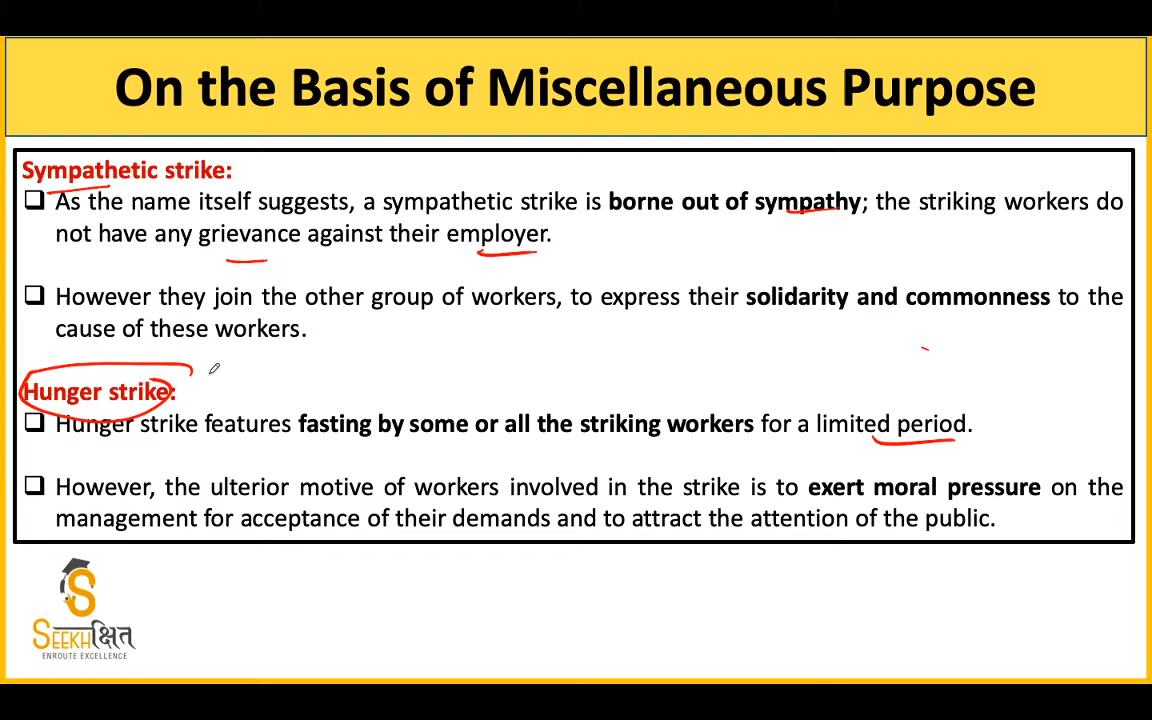 On the Basis of Miscellaneous Purpose
Sympathetic strike:
❑ As the name itself suggests, a sympathetic strike is borne out of sympathy; the striking workers do
not have any grievance against their employer.
❑ However they join the other group of workers, to express their solidarity and commonness to the
cause of these workers.
Hunger strike:
❑ Hunger strike features fasting by some or all the striking workers for a limited period.
❑ However, the ulterior motive of workers involved in the strike is to exert moral pressure on the
management for acceptance of their demands and to attract the attention of the public.
S
SEEKHक्षित
ENROUTE EXCELLENCE